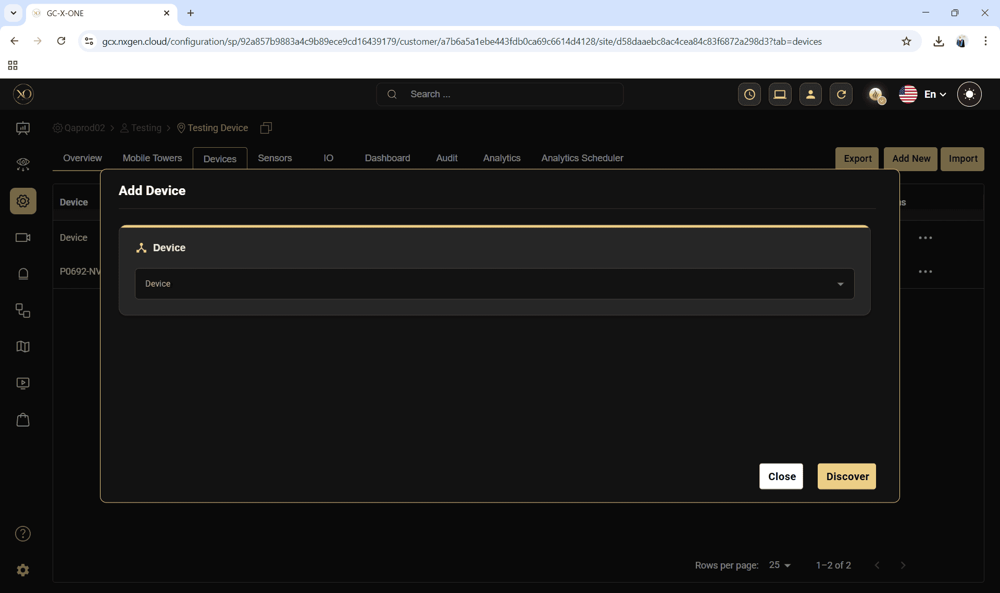 GC-X-ONE
gcx.nxgen.cloud/configuration/sp/92a857b9883a4c9b89ece9cd16439179/customer/a7b6a5a1ebe443fdb0ca69c6614d4128/site/d58daaebc8ac4cea84c83f6872a298d3?tab=devices
XO Search ... En
Qaprod02 > Testing > Testing Device
Overview Mobile Towers Devices Sensors IO Dashboard Audit Analytics Analytics Scheduler Export Add New Import
Add Device
Device
Device
P0692-NV
Device
Device
Close Discover
Rows per page: 25 1–2 of 2